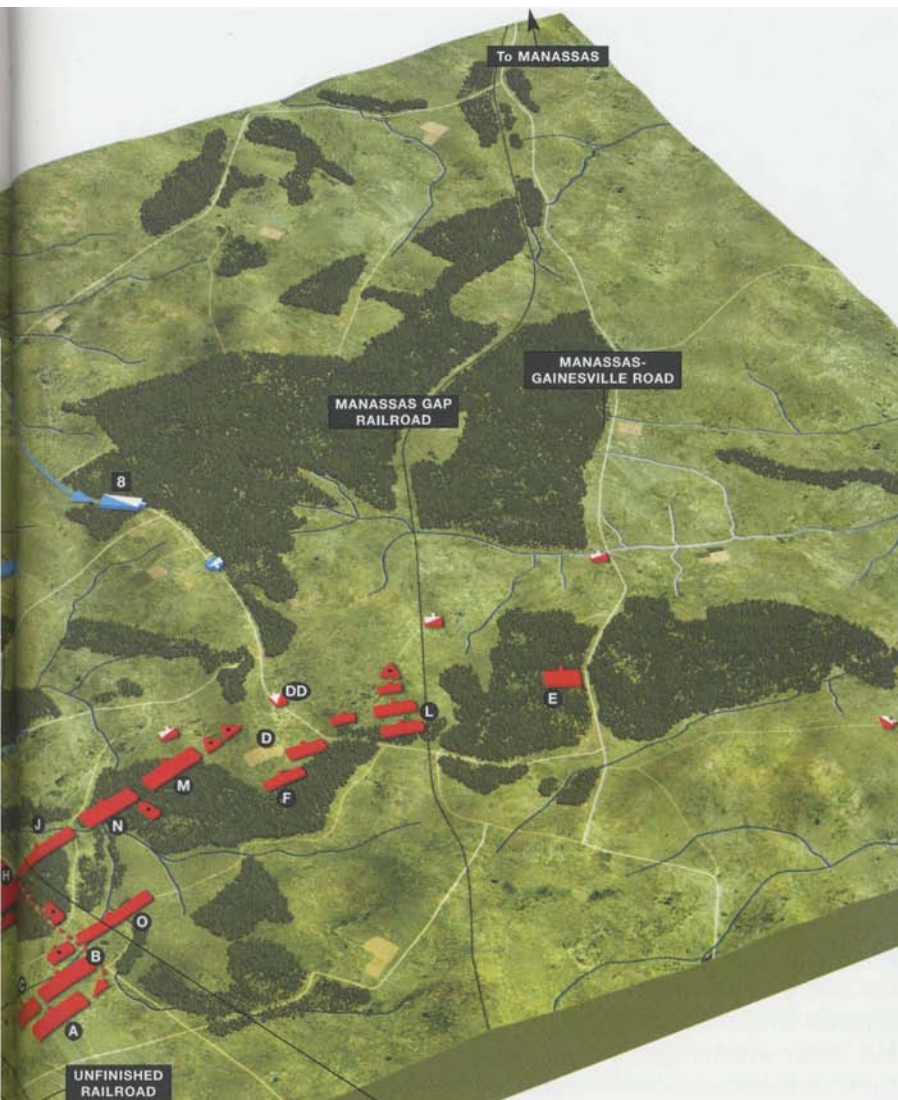 To MANASSAS
MANASSAS-
GAINESVILLE ROAD
MANASSAS GAP
RAILROAD
8
DD
L
E
D
F
M
N
J
H
O
B
C
A
UNFINISHED
RAILROAD